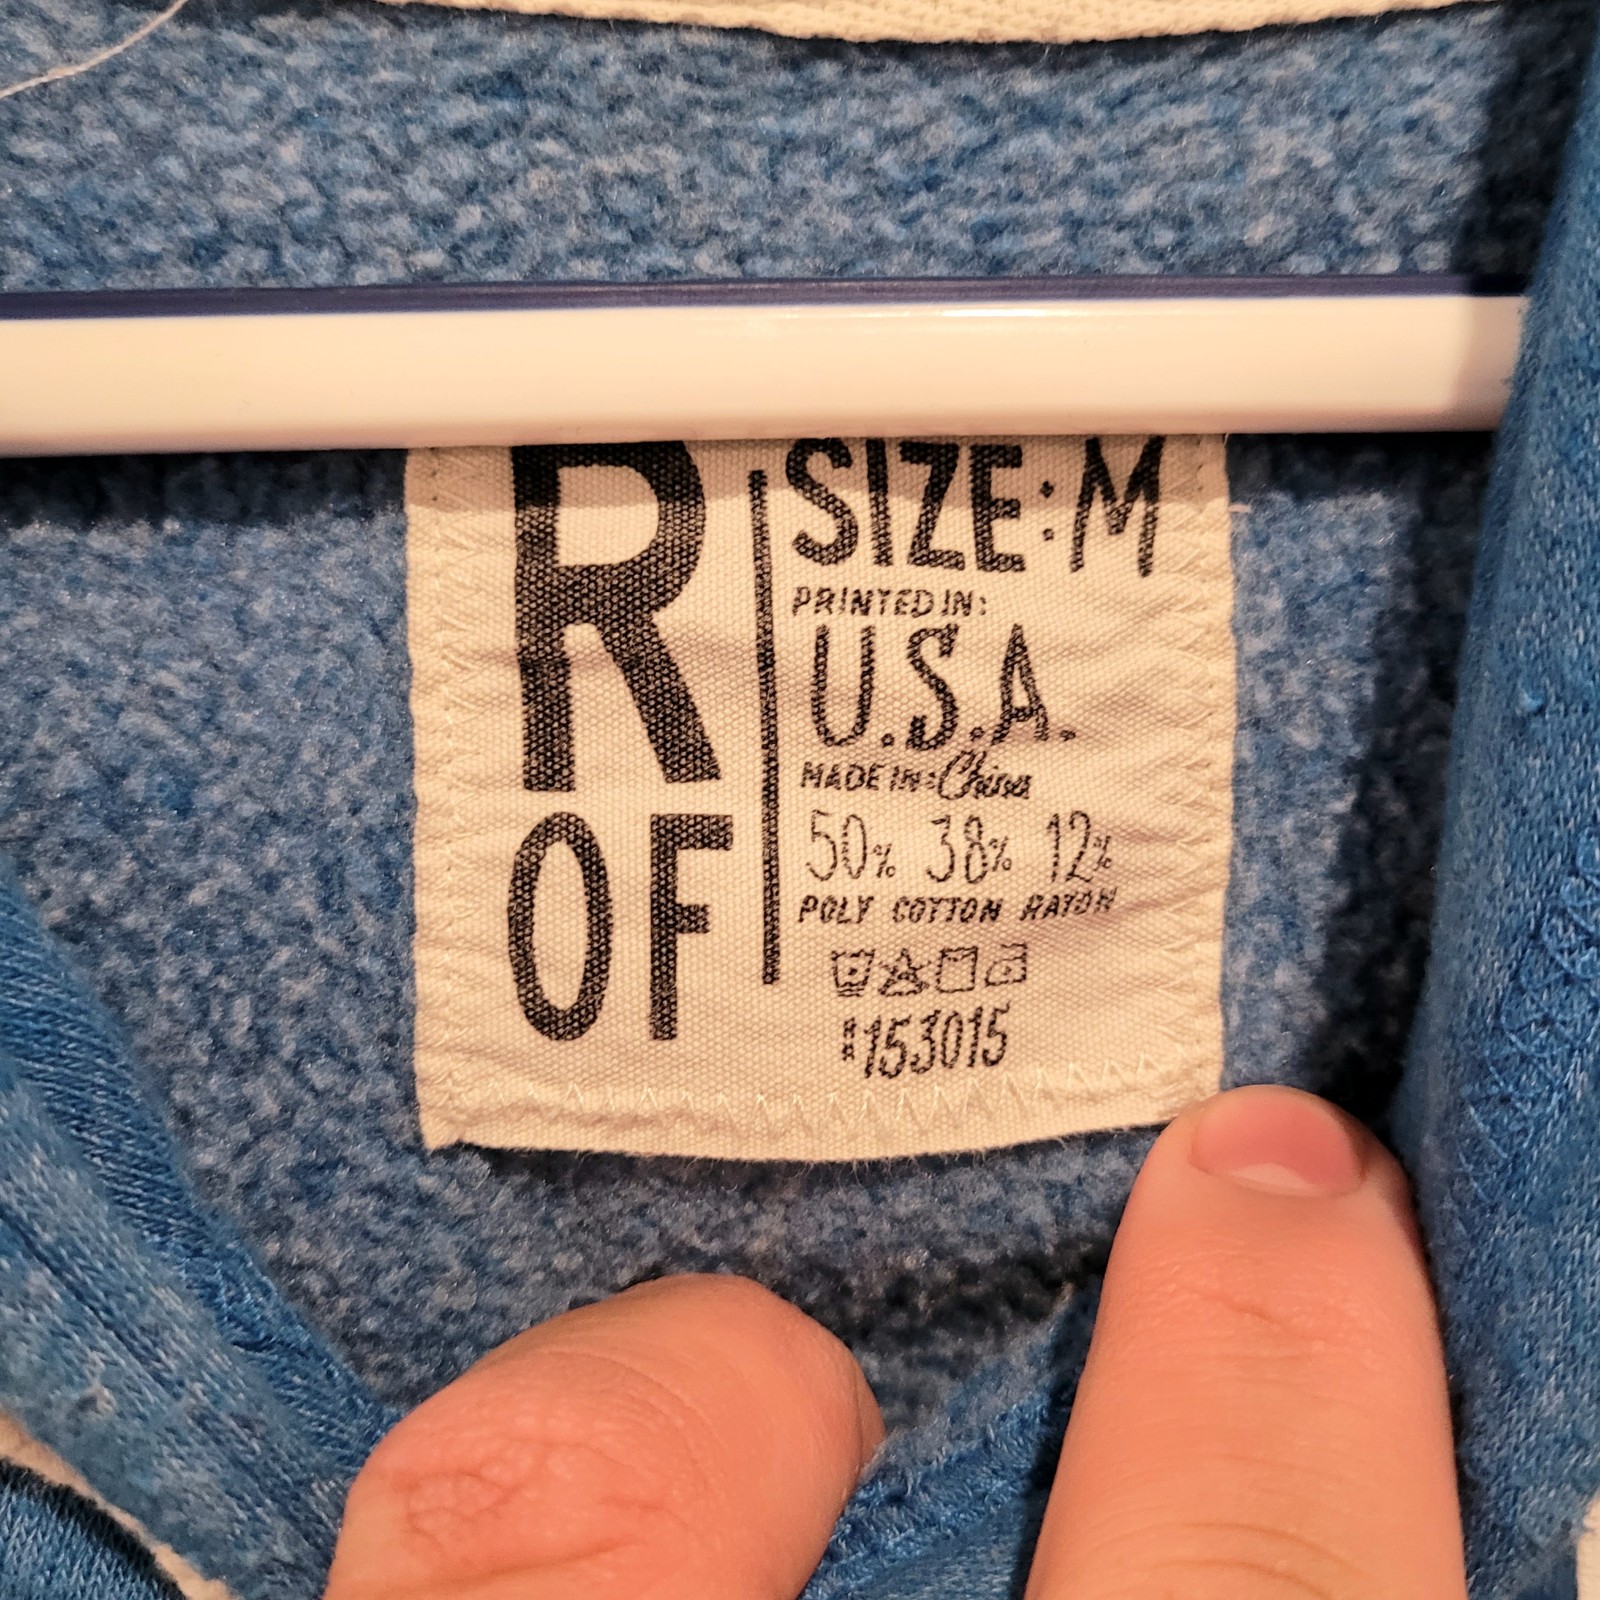 R
OF
SIZE: M
PRINTED IN:
U.S.A.
MADE IN: China
50% 38% 12%
POLY COTTON RAYON
#153015